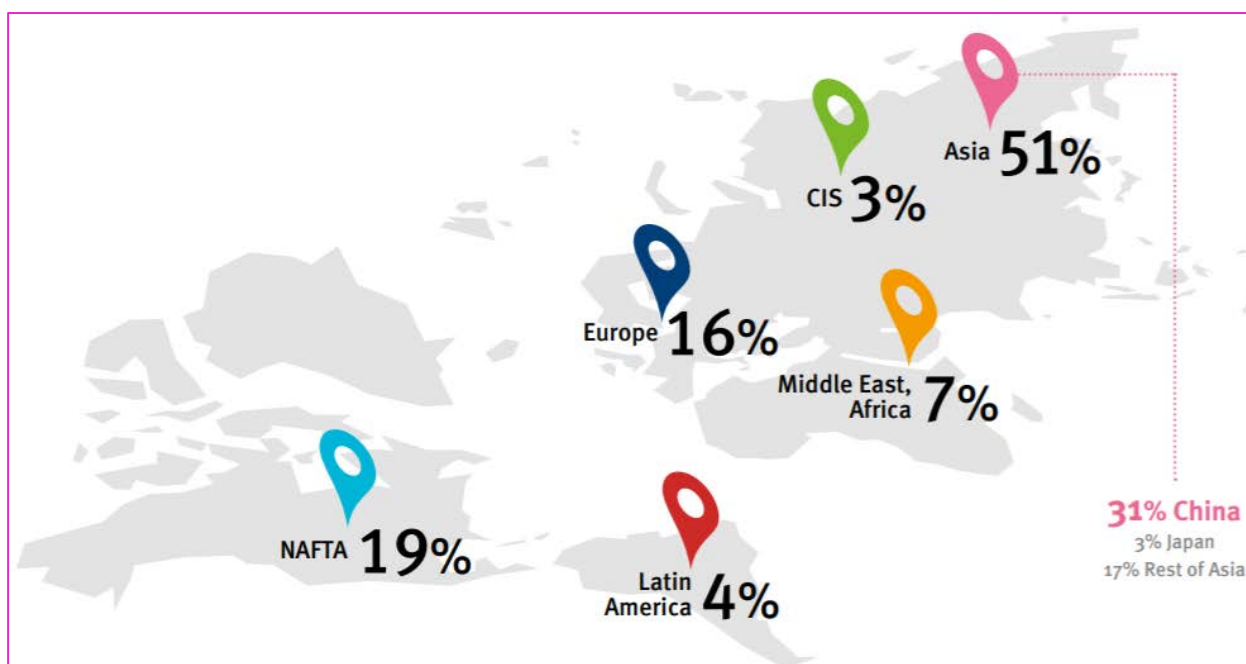 Asia 51%
CIS 3%
Europe 16%
Middle East,
Africa 7%
NAFTA 19%
Latin
America 4%
31% China
3% Japan
17% Rest of Asia